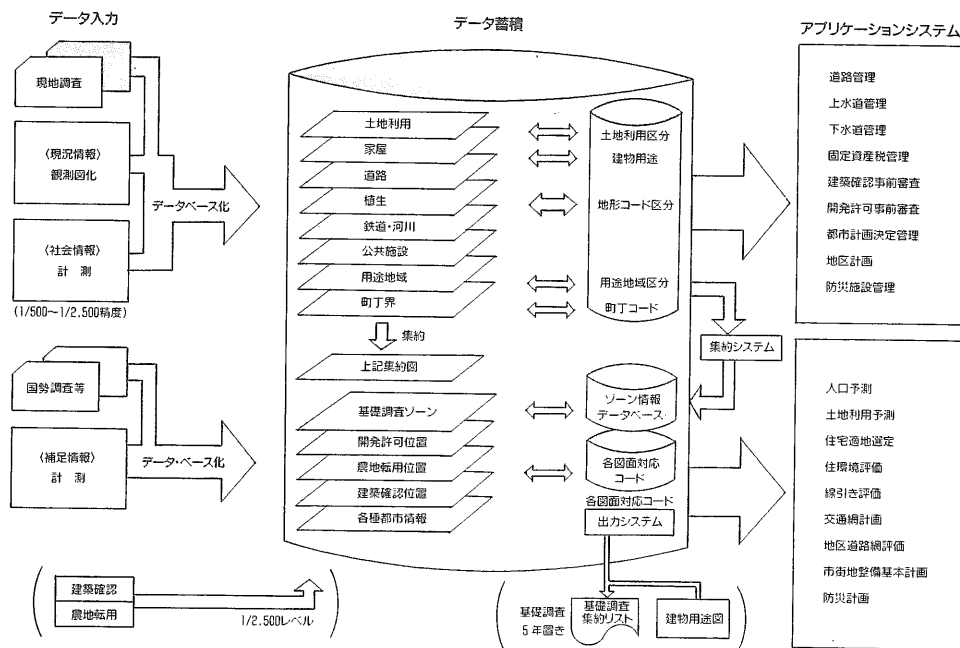 データ入力
データ蓄積
アプリケーションシステム
現地調査
〈現況情報〉
観測図化
〈社会情報〉
計 測
(1/500～1/2.500精度)
データベース化
国勢調査等
〈補足情報〉
計 測
データ・ベース化
建築確認
農地転用
1/2.500レベル
土地利用
家屋
道路
植生
鉄道・河川
公共施設
用途地域
町丁界
集約
上記集約図
基礎調査ゾーン
開発許可位置
農地転用位置
建築確認位置
各種都市情報
土地利用区分
建物用途
地形コード区分
用途地域区分
町丁コード
集約システム
ゾーン情報
データベース
各図面対応
コード
各図面対応コード
出力システム
基礎調査
5年置き
基礎調査
集約リスト
建物用途図
道路管理
上水道管理
下水道管理
固定資産税管理
建築確認事前審査
開発許可事前審査
都市計画決定管理
地区計画
防災施設管理
人口予測
土地利用予測
住宅適地選定
住環境評価
線引き評価
交通網計画
地区道路網評価
市街地整備基本計画
防災計画